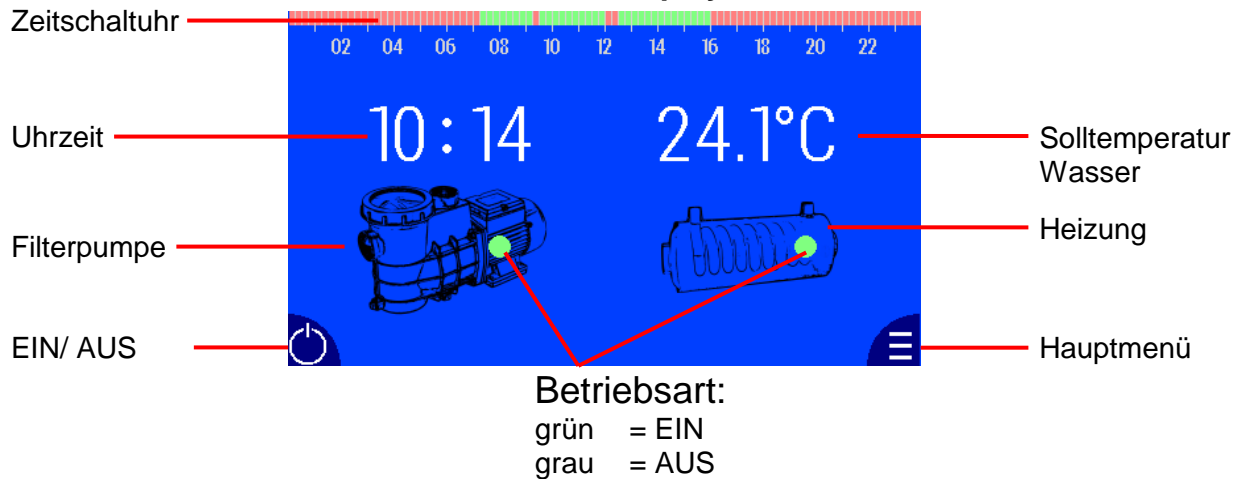 Zeitschaltuhr
02 04 06 08 10 12 14 16 18 20 22
Uhrzeit
10:14
24.1°C
Solltemperatur
Wasser
Filterpumpe
Heizung
EIN/ AUS
Hauptmenü
Betriebsart:
grün = EIN
grau = AUS